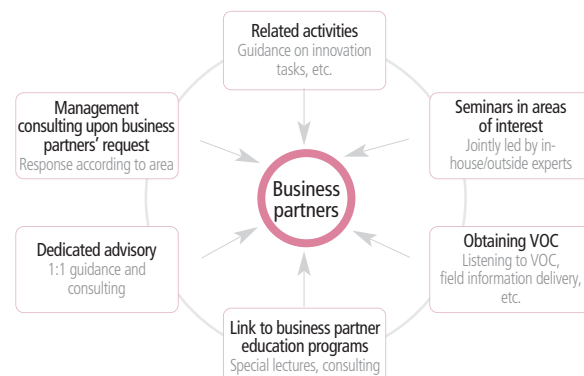 Related activities
Guidance on innovation
tasks, etc.
Management
consulting upon business
partners' request
Response according to area
Seminars in areas
of interest
Jointly led by in-
house/outside experts
Business
partners
Dedicated advisory
1:1 guidance and
consulting
Obtaining VOC
Listening to VOC,
field information delivery,
etc.
Link to business partner
education programs
Special lectures, consulting